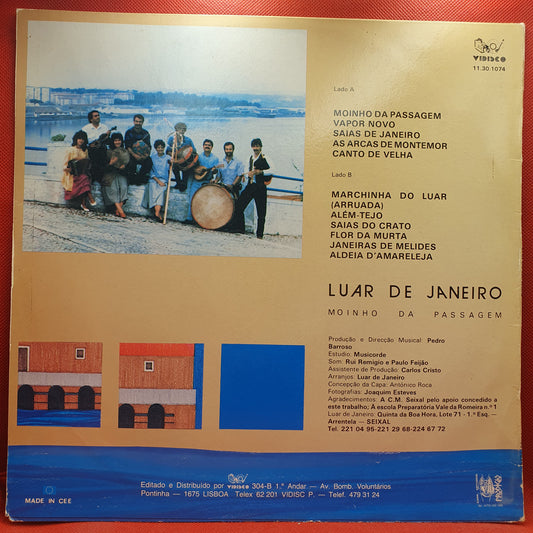 VIDISCO
11.30.1074
Lado A
MOINHO DA PASSAGEM
VAPOR NOVO
SAIAS DE JANEIRO
AS ARCAS DE MONTEMOR
CANTO DE VELHA
Lado B
MARCHINHA DO LUAR
(ARRUADA)
ALÉM-TEJO
SAIAS DO CRATO
FLOR DA MURTA
JANEIRAS DE MELIDES
ALDEIA D'AMARELEJA
LUAR DE JANEIRO
MOINHO DA PASSAGEM
Produção e Direcção Musical: Pedro
Barroso
Estudio: Musicorde
Som: Rui Remígio e Paulo Feijão
Assistente de Produção: Carlos Cristo
Arranjos: Luar de Janeiro
Concepção da Capa: António Roca
Fotografias: Joaquim Esteves
Agradecimentos: A C.M. Seixal pelo apoio concedido a
este trabalho; À escola Preparatória Vale da Romeira n.º 1
Luar de Janeiro: Quinta da Boa Hora, Lote 71 - 1.º Esq. —
Arrentela — SEIXAL
Tel. 221 04 95-221 29 68-224 67 72
Editado e Distribuído por VIDISCO 304-B 1.º Andar — Av. Bomb. Voluntários
Pontinha — 1675 LISBOA Telex 62 201 VIDISC P. — Telef. 479 31 24
MADE IN CEE